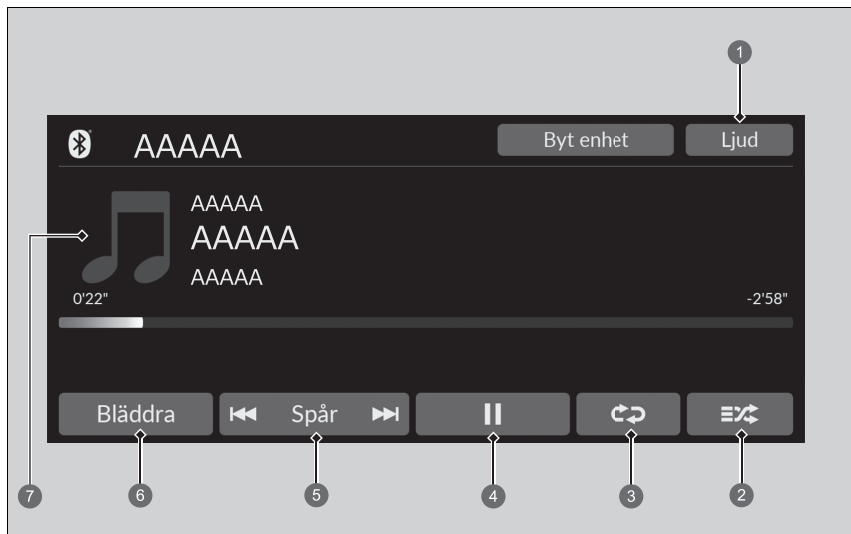 1
AAAAA
Byt enhet
Ljud
AAAAA
AAAAA
AAAAA
7
0'22"
-2'58"
Bläddra
Spår
6
5
4
3
2